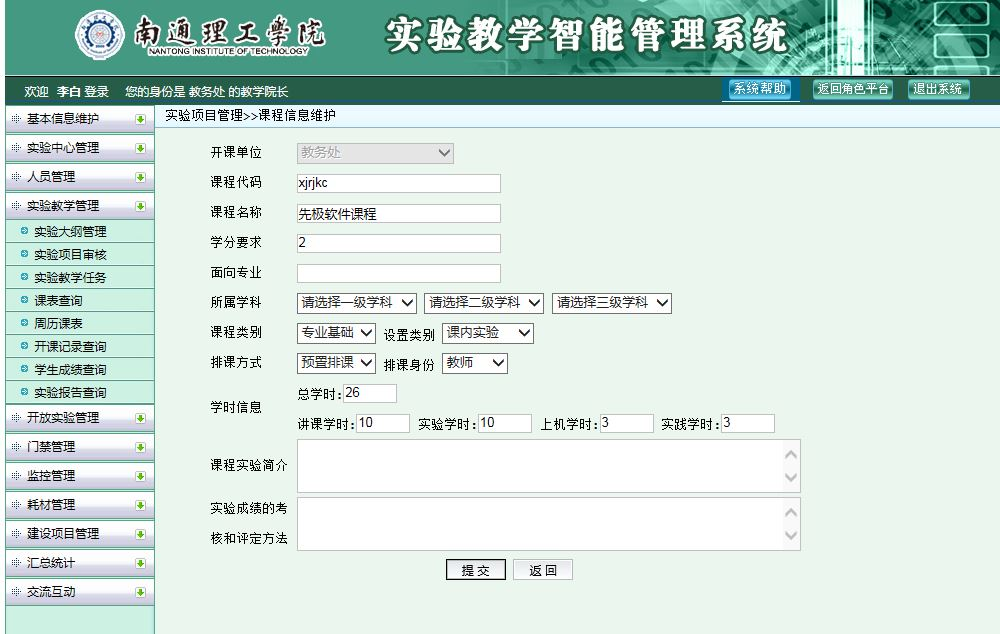 南通理工學院
NANTONG INSTITUTE OF TECHNOLOGY
实验教学智能管理系统
欢迎 李白 登录 您的身份是 教务处 的教学院长
系统帮助 返回角色平台 退出系统
基本信息维护
实验中心管理
人员管理
实验教学管理
实验大纲管理
实验项目审核
实验教学任务
课表查询
周历课表
开课记录查询
学生成绩查询
实验报告查询
开放实验管理
门禁管理
监控管理
耗材管理
建设项目管理
汇总统计
交流互动
实验项目管理>>课程信息维护
开课单位 教务处
课程代码 xjrjkc
课程名称 先极软件课程
学分要求 2
面向专业
所属学科 请选择一级学科 请选择二级学科 请选择三级学科
课程类别 专业基础 设置类别 课内实验
排课方式 预置排课 排课身份 教师
学时信息
总学时: 26
讲课学时: 10 实验学时: 10 上机学时: 3 实践学时: 3
课程实验简介
实验成绩的考
核和评定方法
提 交 返 回